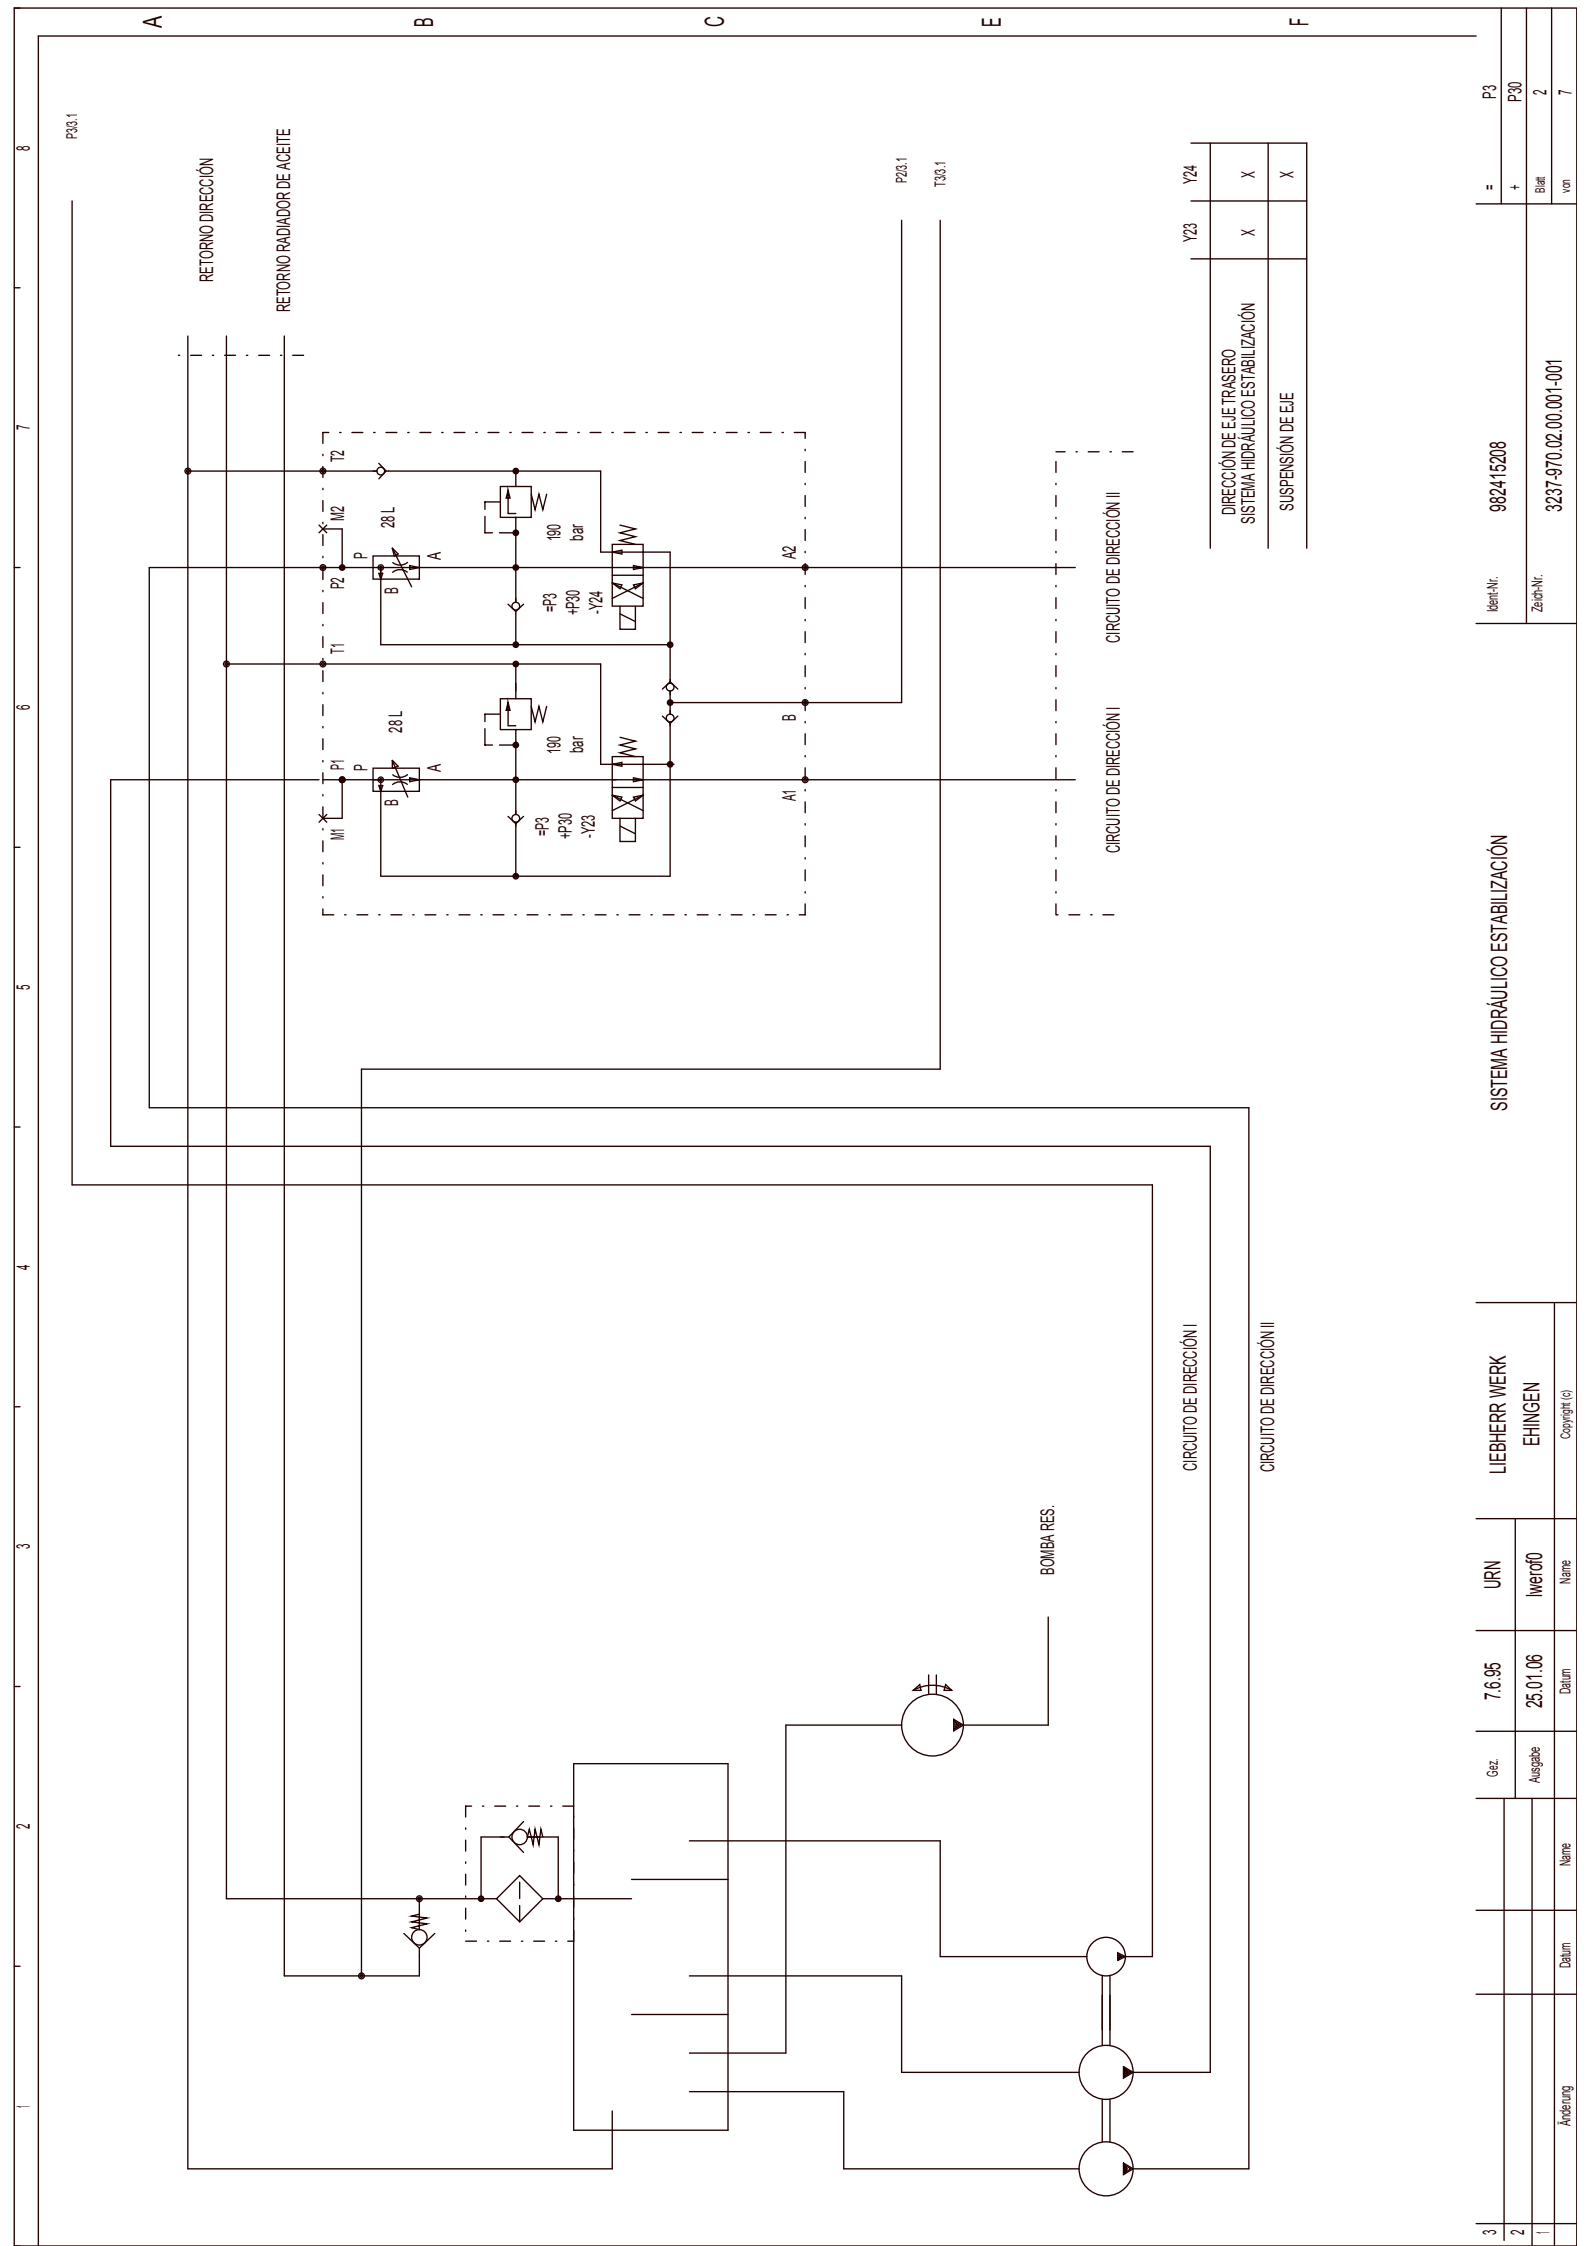 1
2
3
4
5
6
7
8
A
B
C
E
F
P3/3.1
RETORNO DIRECCIÓN
RETORNO RADIADOR DE ACEITE
M1
P1
T1
P2
M2
T2
P
B
A
28 L
P
B
A
28 L
190
bar
190
bar
=P3
+P30
-Y23
=P3
+P30
-Y24
A1
B
A2
P2/3.1
T3/3.1
CIRCUITO DE DIRECCIÓN I
CIRCUITO DE DIRECCIÓN II
BOMBA RES.
CIRCUITO DE DIRECCIÓN I
CIRCUITO DE DIRECCIÓN II
Y23 Y24
DIRECCIÓN DE EJE TRASERO
SISTEMA HIDRÁULICO ESTABILIZACIÓN X X
SUSPENSIÓN DE EJE X
3
2
1
Änderung Datum Name
Gez. 7.6.95 URN
Ausgabe 25.01.06 lwerof0
Datum Name
LIEBHERR WERK
EHINGEN
Copyright (c)
SISTEMA HIDRÁULICO ESTABILIZACIÓN
Ident-Nr. 982415208
Zeich-Nr. 3237-970.02.00.001-001
= P3
+ P30
Blatt 2
von 7